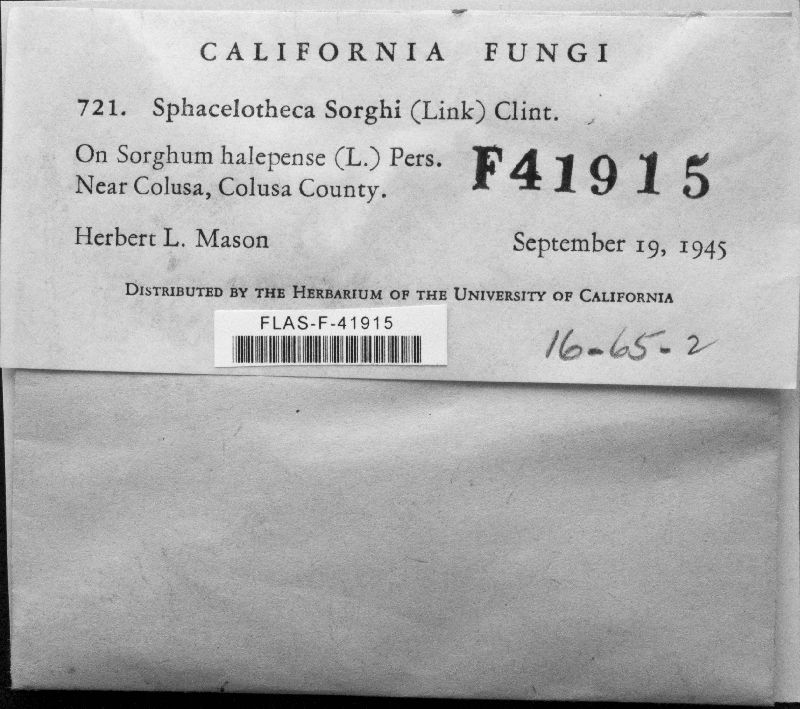 CALIFORNIA FUNGI
721. Sphacelotheca Sorghi (Link) Clint.
On Sorghum halepense (L.) Pers.
Near Colusa, Colusa County.
F41915
Herbert L. Mason September 19, 1945
DISTRIBUTED BY THE HERBARIUM OF THE UNIVERSITY OF CALIFORNIA
FLAS-F-41915
16-65-2